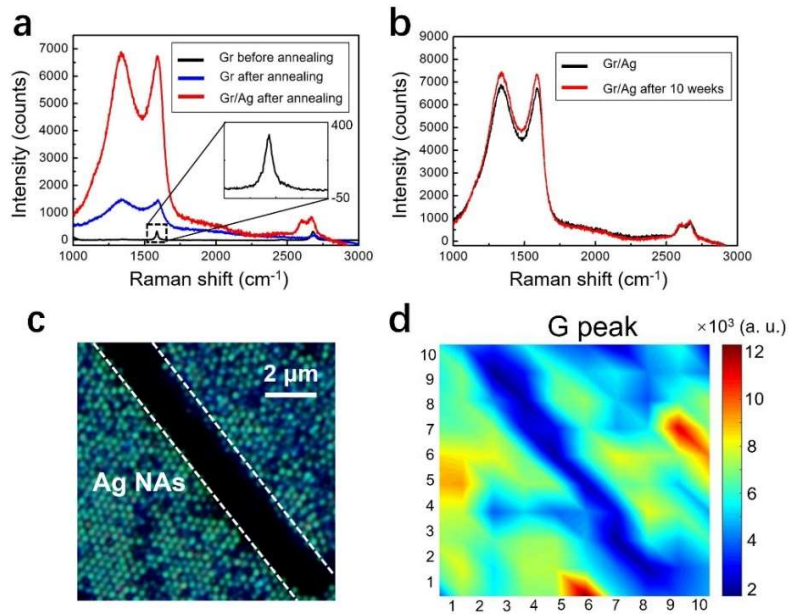 a
7000
6000
5000
4000
3000
2000
1000
0
Intensity (counts)
Gr before annealing
Gr after annealing
Gr/Ag after annealing
400
-50
1000
1500
2000
2500
3000
Raman shift (cm⁻¹)
b
9000
8000
7000
6000
5000
4000
3000
2000
1000
0
Intensity (counts)
Gr/Ag
Gr/Ag after 10 weeks
1000
1500
2000
2500
3000
Raman shift (cm⁻¹)
c
2 μm
Ag NAs
d
G peak
×10³ (a. u.)
10
9
8
7
6
5
4
3
2
1
1 2 3 4 5 6 7 8 9 10
12
10
8
6
4
2